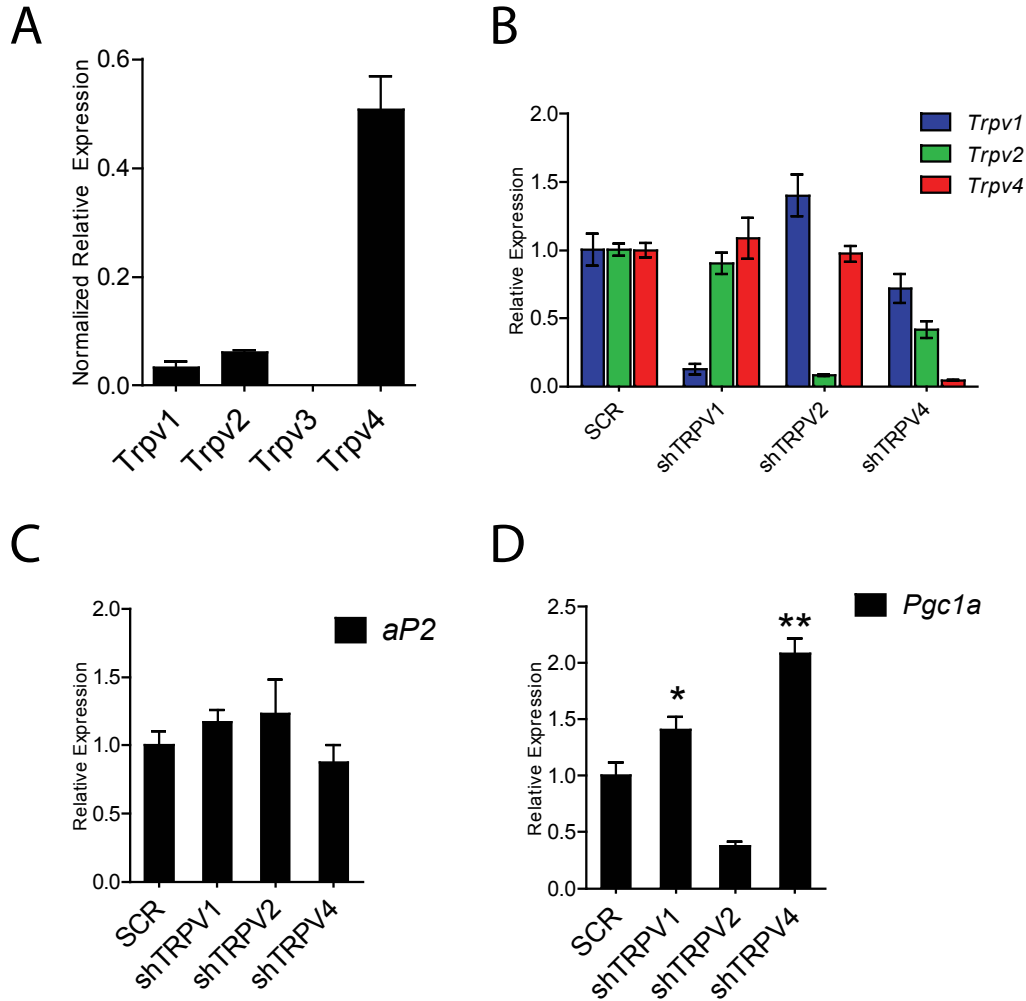 A
Normalized Relative Expression
0.6
0.4
0.2
0.0
Trpv1
Trpv2
Trpv3
Trpv4
B
Relative Expression
2.0
1.5
1.0
0.5
0.0
SCR
shTRPV1
shTRPV2
shTRPV4
Trpv1
Trpv2
Trpv4
C
Relative Expression
2.0
1.5
1.0
0.5
0.0
SCR
shTRPV1
shTRPV2
shTRPV4
aP2
D
Relative Expression
2.5
2.0
1.5
1.0
0.5
0.0
*
**
SCR
shTRPV1
shTRPV2
shTRPV4
Pgc1a